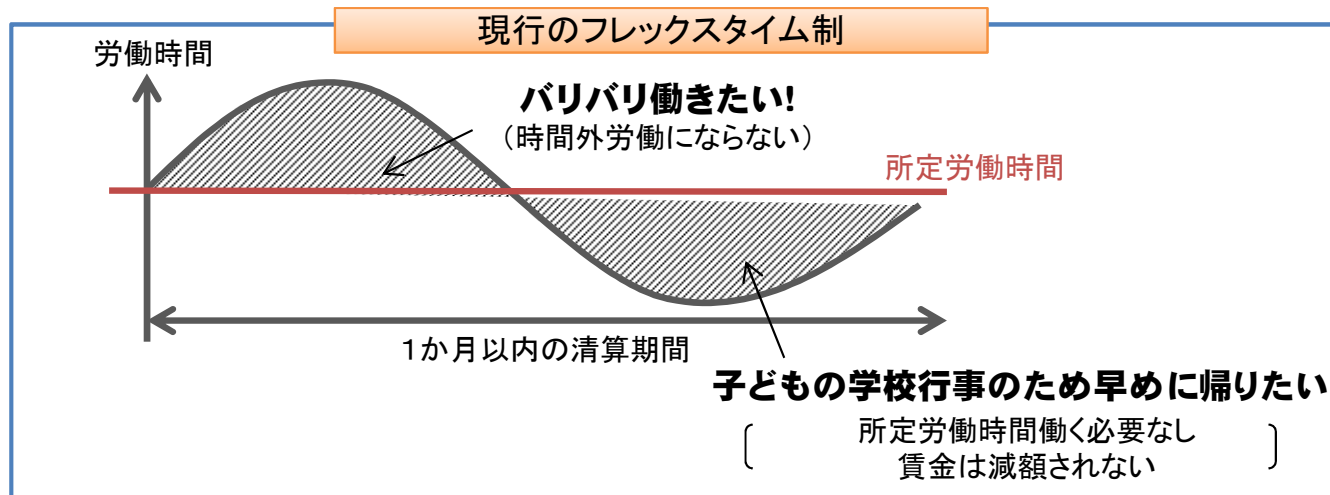 現行のフレックスタイム制
労働時間
バリバリ働きたい!
（時間外労働にならない）
所定労働時間
1か月以内の清算期間
子どもの学校行事のため早めに帰りたい
所定労働時間働く必要なし
賃金は減額されない